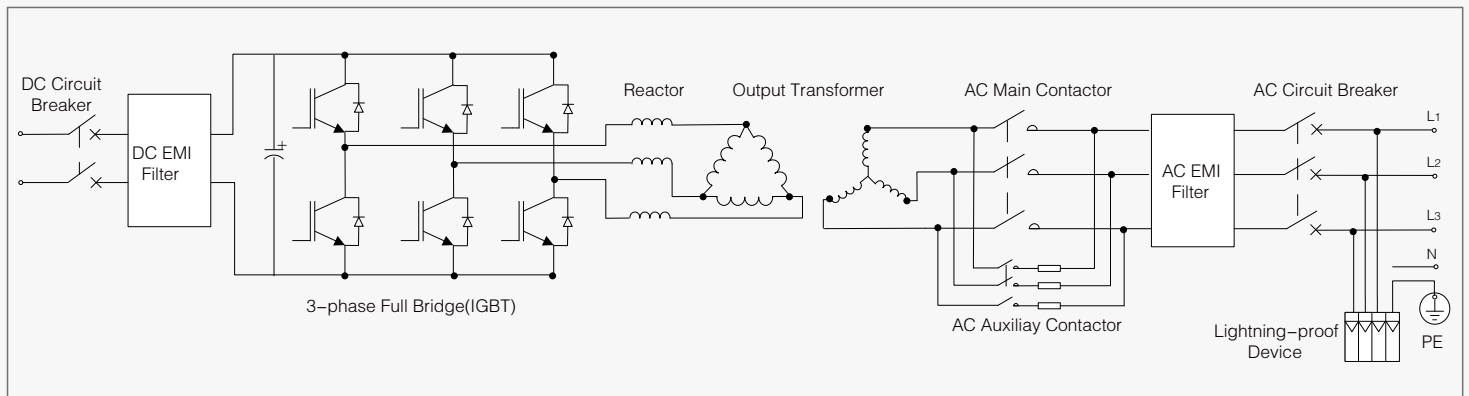 DC Circuit
Breaker
DC EMI
Filter
+
3-phase Full Bridge(IGBT)
Reactor
Output Transformer
AC Main Contactor
AC Auxiliay Contactor
AC EMI
Filter
AC Circuit Breaker
L1
L2
L3
N
PE
Lightning-proof
Device